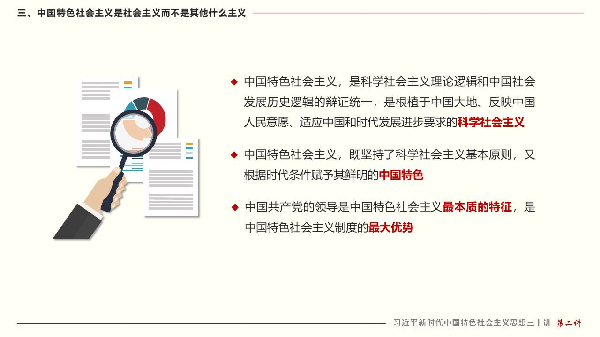 三、中国特色社会主义是社会主义而不是其他什么主义
◆ 中国特色社会主义，是科学社会主义理论逻辑和中国社会
发展历史逻辑的辩证统一，是根植于中国大地、反映中国
人民意愿、适应中国和时代发展进步要求的科学社会主义
◆ 中国特色社会主义，既坚持了科学社会主义基本原则，又
根据时代条件赋予其鲜明的中国特色
◆ 中国共产党的领导是中国特色社会主义最本质的特征，是
中国特色社会主义制度的最大优势
习近平新时代中国特色社会主义思想三十讲 第二讲